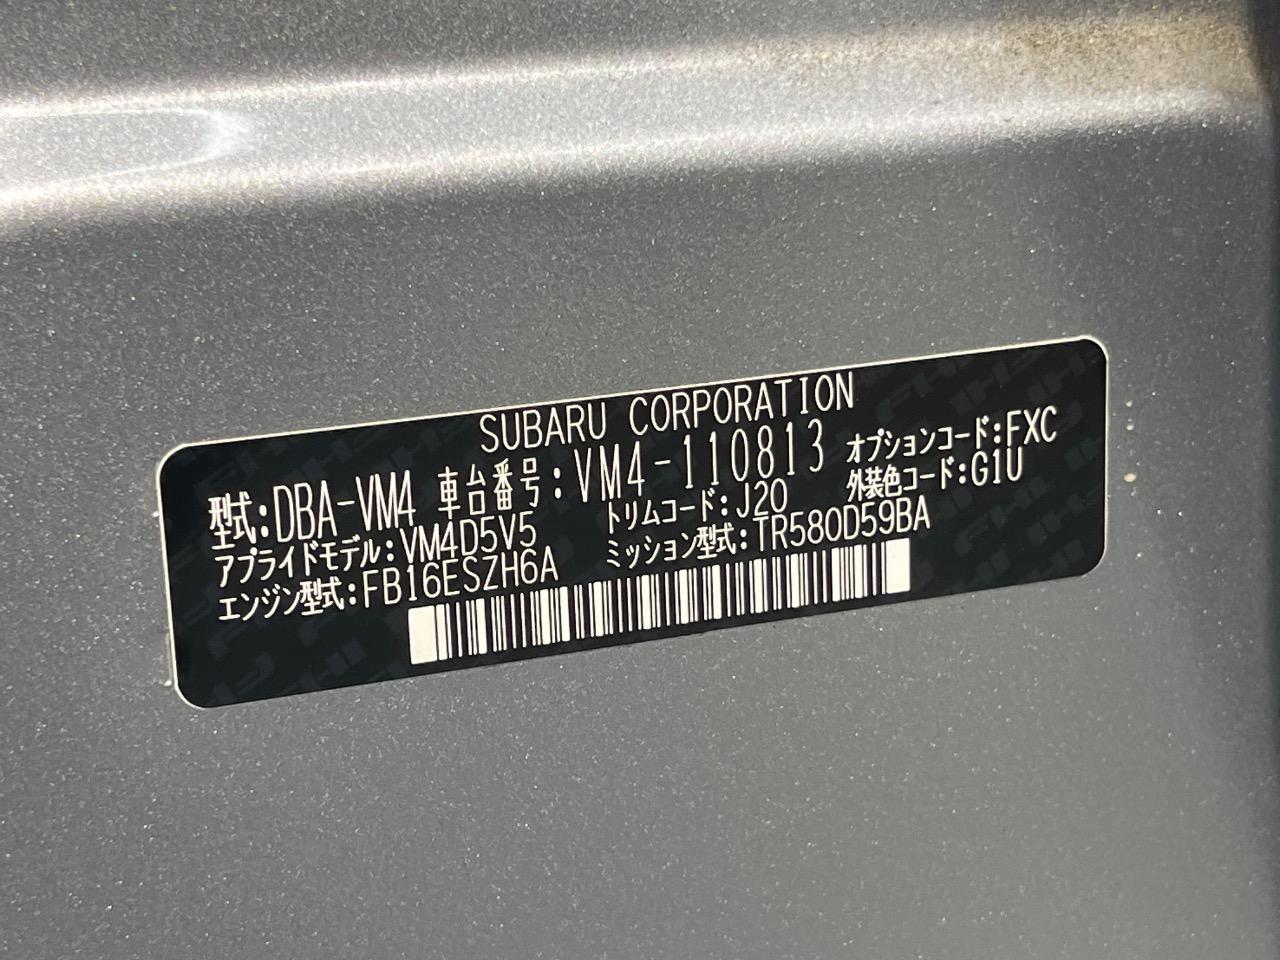 SUBARU CORPORATION
型式:DBA-VM4 車台番号:VM4-110813 オプションコード:FXC
アプライドモデル:VM4D5V5 トリムコード:J20 外装色コード:G1U
エンジン型式:FB16ESZH6A ミッション型式:TR580D59BA